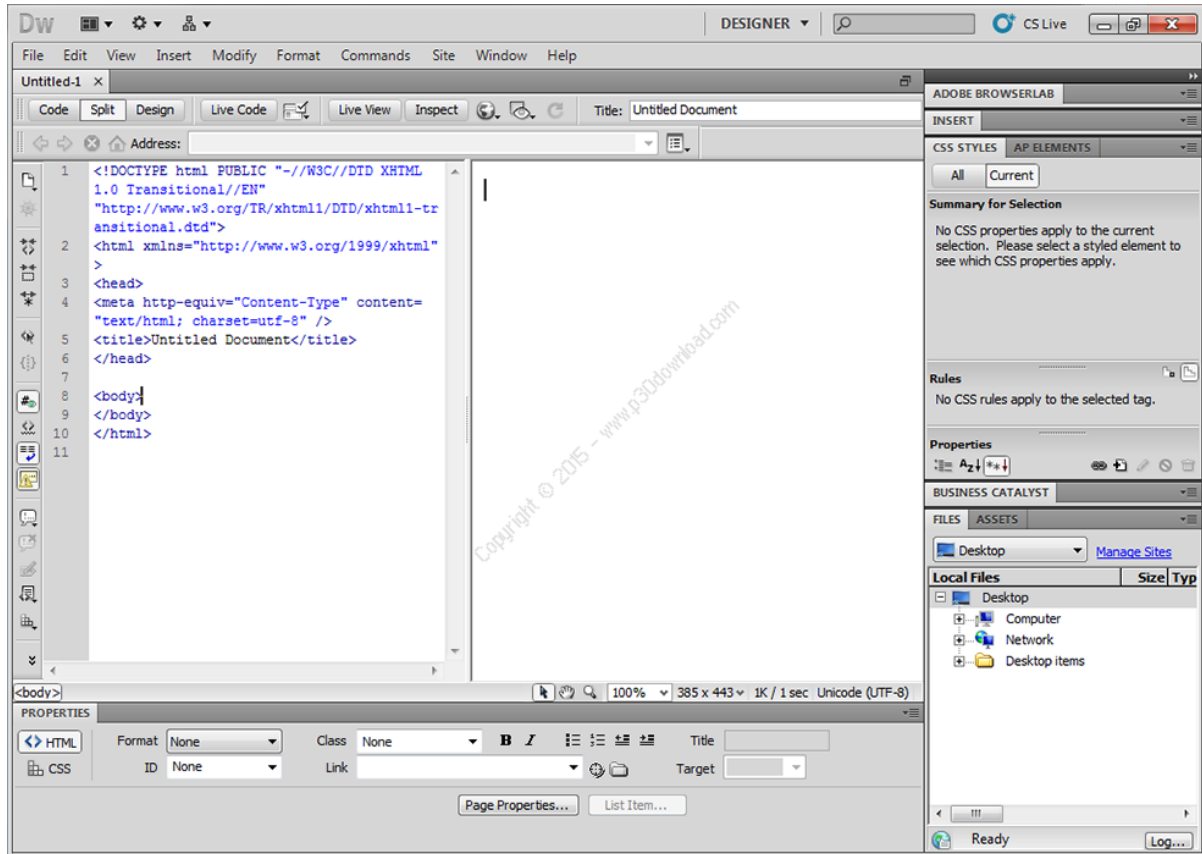 Dw DESIGNER CS Live
File Edit View Insert Modify Format Commands Site Window Help
Untitled-1 ×
Code Split Design Live Code Live View Inspect Title: Untitled Document
Address:
1 <!DOCTYPE html PUBLIC "-//W3C//DTD XHTML
1.0 Transitional//EN"
"http://www.w3.org/TR/xhtml1/DTD/xhtml1-tr
ansitional.dtd">
2 <html xmlns="http://www.w3.org/1999/xhtml"
>
3 <head>
4 <meta http-equiv="Content-Type" content=
"text/html; charset=utf-8" />
5 <title>Untitled Document</title>
6 </head>
7
8 <body>
9 </body>
10 </html>
11
Copyright © 2015 - www.p30download.com
<body> 100% 385 x 443 1K / 1 sec Unicode (UTF-8)
PROPERTIES
<> HTML Format None Class None B I Title
CSS ID None Link Target
Page Properties... List Item...
ADOBE BROWSERLAB
INSERT
CSS STYLES AP ELEMENTS
All Current
Summary for Selection
No CSS properties apply to the current
selection. Please select a styled element to
see which CSS properties apply.
Rules
No CSS rules apply to the selected tag.
Properties
BUSINESS CATALYST
FILES ASSETS
Desktop Manage Sites
Local Files Size Typ
Desktop
Computer
Network
Desktop items
Ready Log...